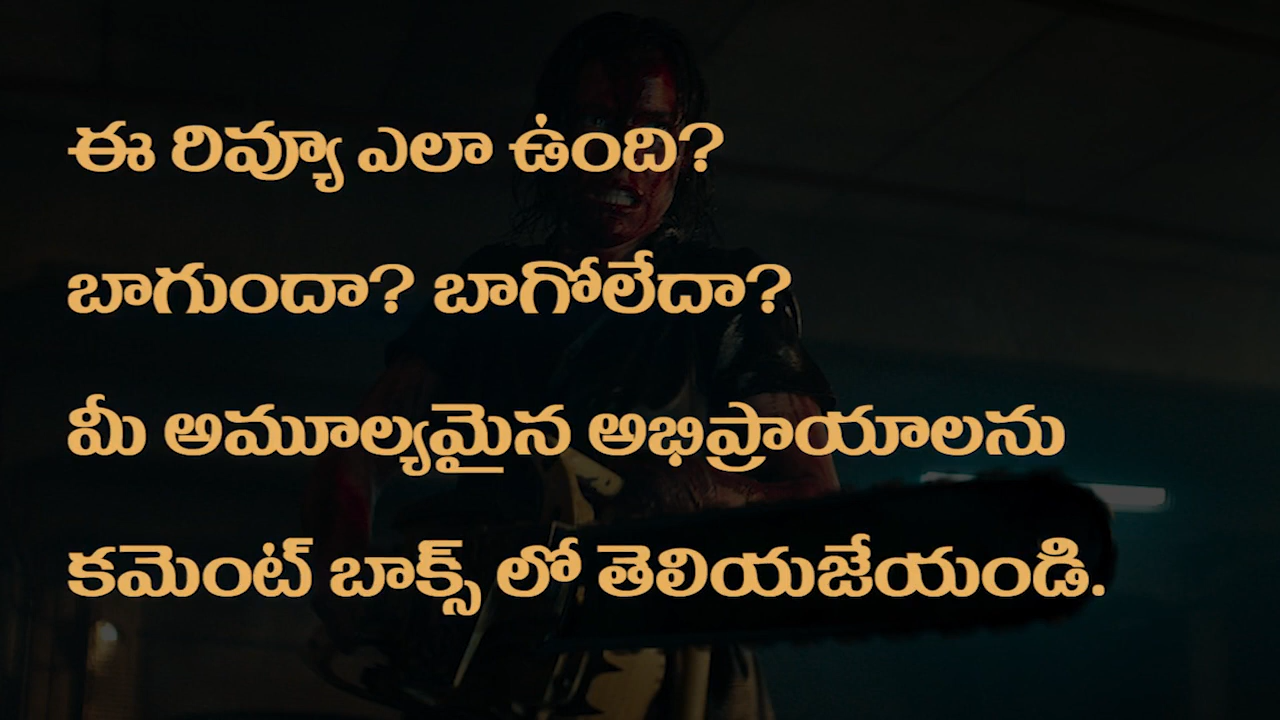 ఈ రివ్యూ ఎలా ఉంది?
బాగుందా? బాగోలేదా?
మీ అమూల్యమైన అభిప్రాయాలను
కమెంట్ బాక్స్ లో తెలియజేయండి.